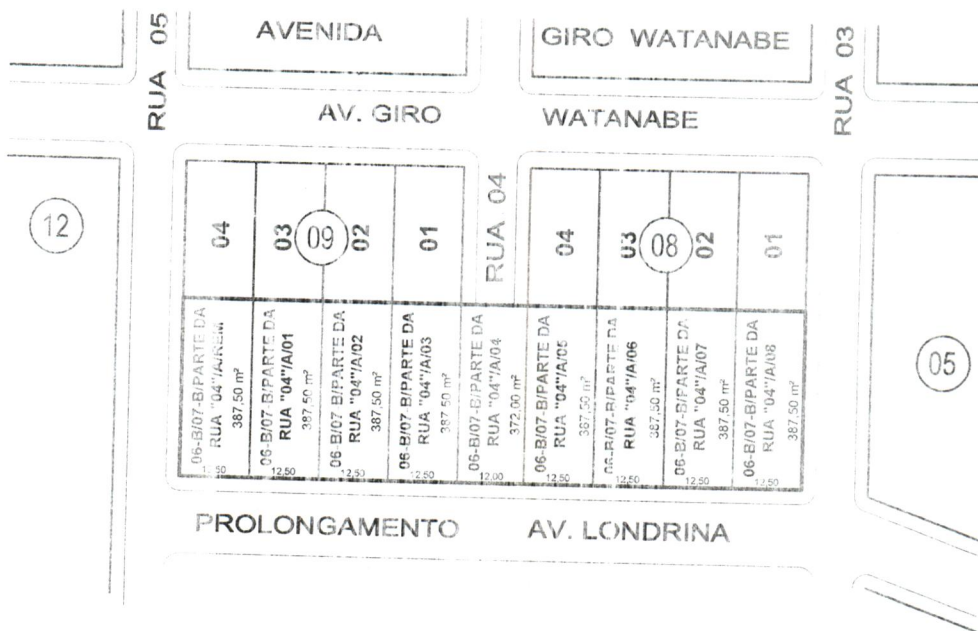 RUA 05
AVENIDA
GIRO WATANABE
RUA 03
AV. GIRO
WATANABE
12
04
03
09
02
01
RUA 04
04
03
08
02
01
05
06-B/07-B/PARTE DA
RUA "04"/A/REM
387,50 m²
12,50
06-B/07-B/PARTE DA
RUA "04"/A/01
387,50 m²
12,50
06-B/07-B/PARTE DA
RUA "04"/A/02
387,50 m²
12,50
06-B/07-B/PARTE DA
RUA "04"/A/03
387,50 m²
12,50
06-B/07-B/PARTE DA
RUA "04"/A/04
372,00 m²
12,00
06-B/07-B/PARTE DA
RUA "04"/A/05
387,50 m²
12,50
06-B/07-B/PARTE DA
RUA "04"/A/06
387,50 m²
12,50
06-B/07-B/PARTE DA
RUA "04"/A/07
387,50 m²
12,50
06-B/07-B/PARTE DA
RUA "04"/A/08
387,50 m²
12,50
PROLONGAMENTO
AV. LONDRINA